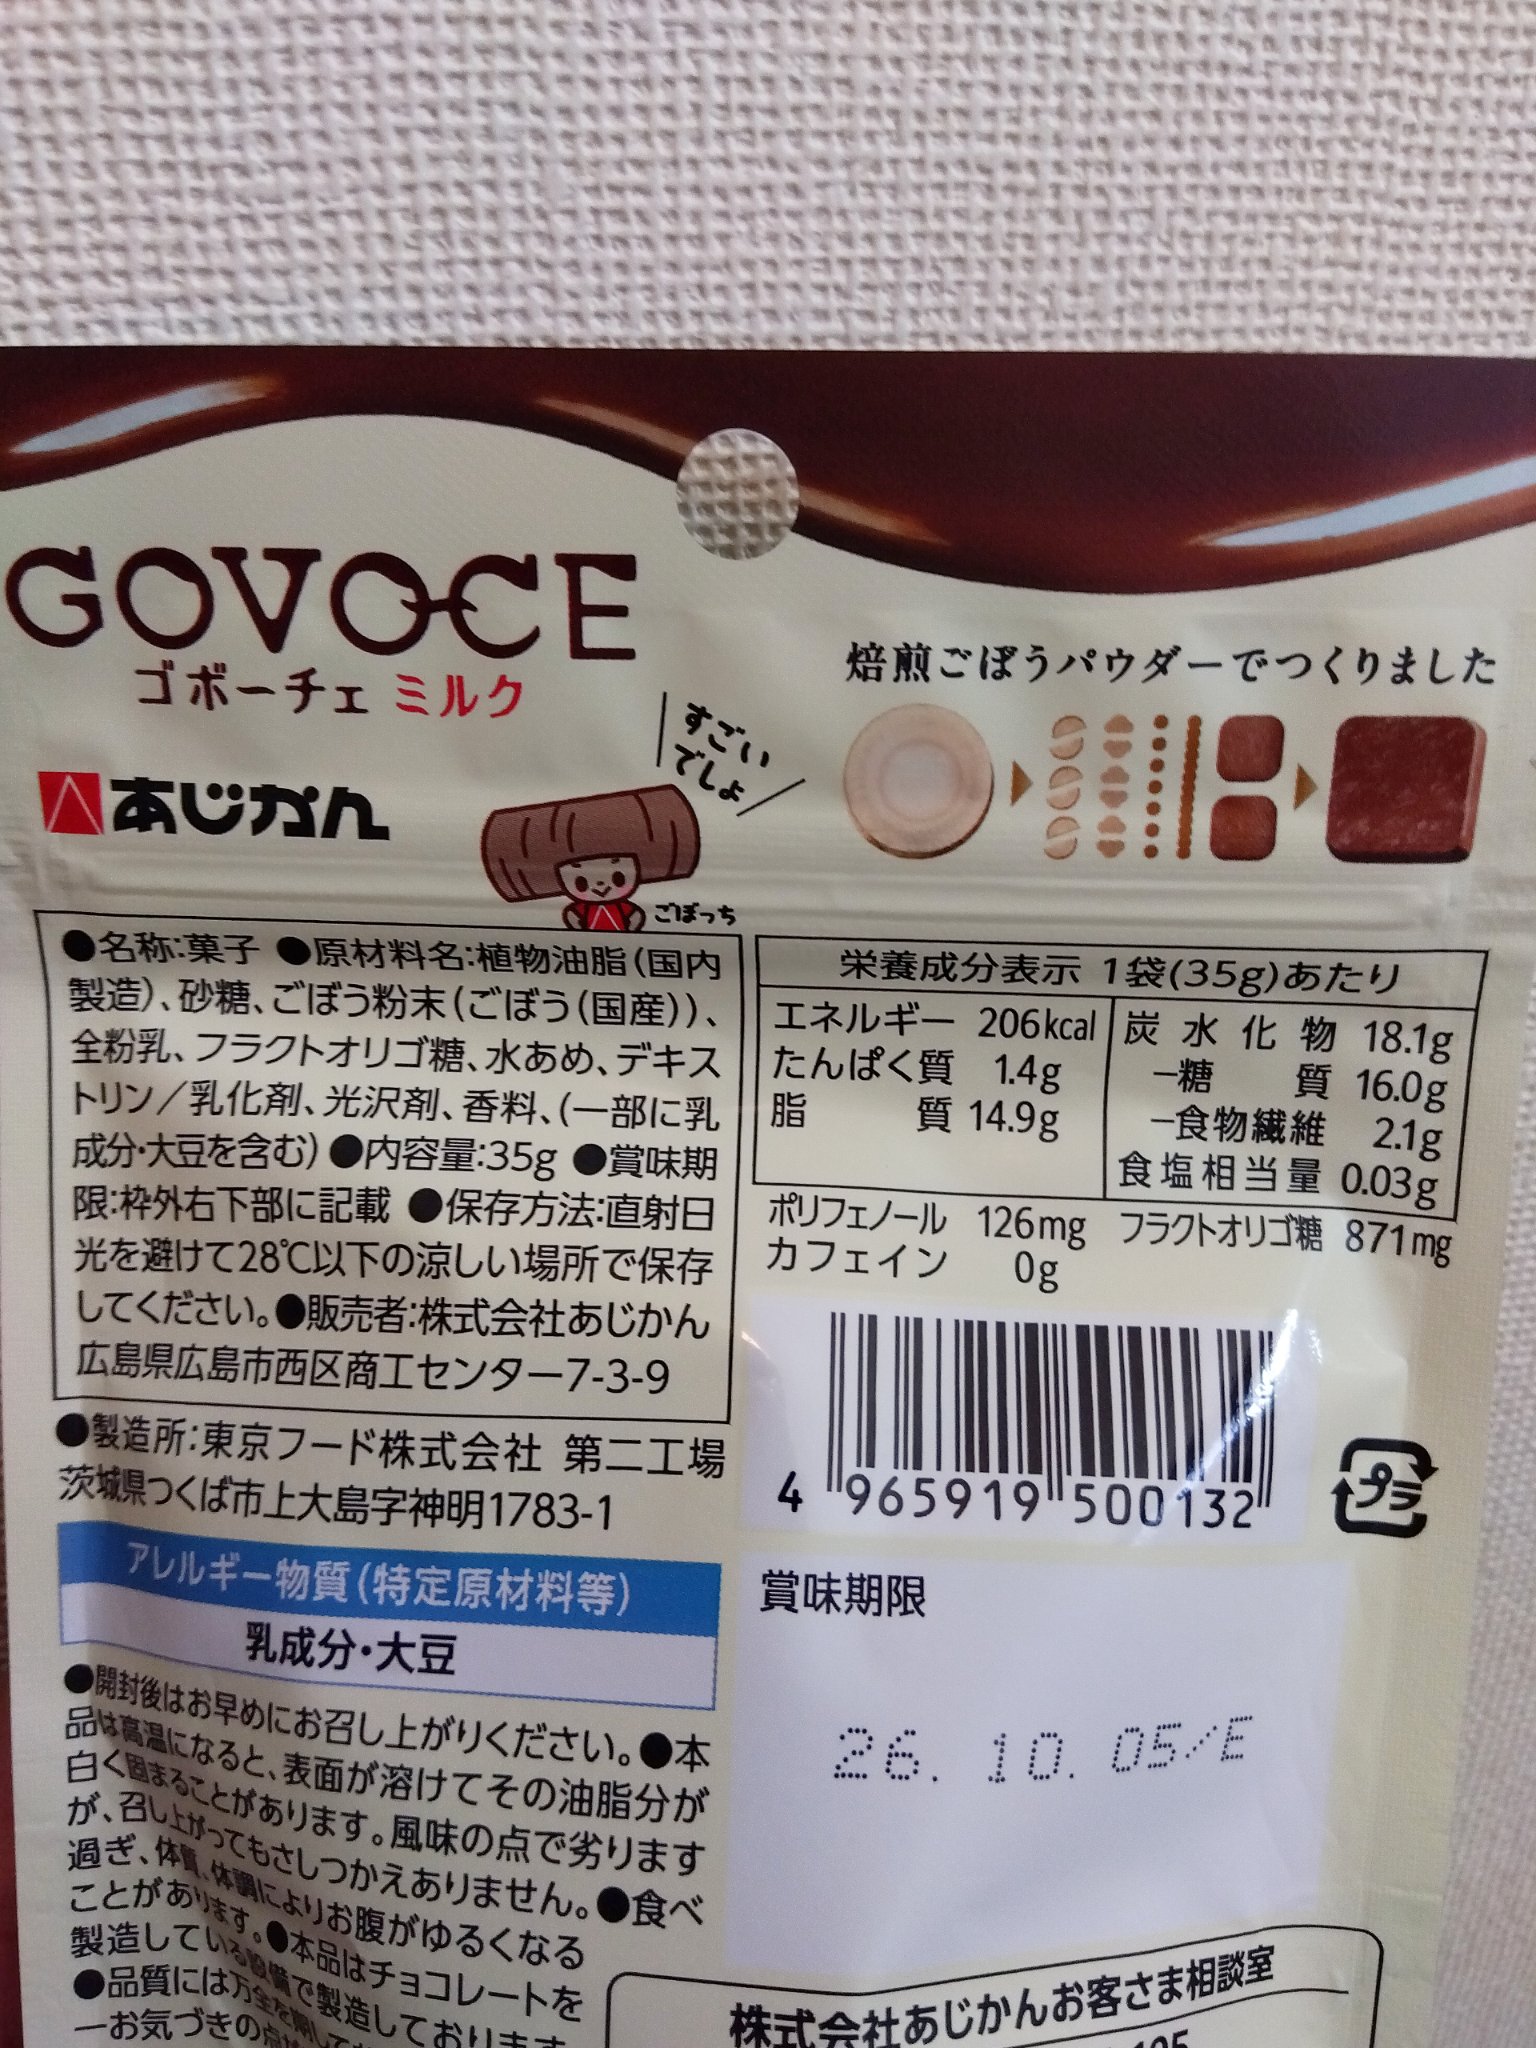 GOVOCE
ゴボーチェ ミルク
あじかん
すごい
でしょ
ごぼっち
焙煎ごぼうパウダーでつくりました
●名称:菓子 ●原材料名:植物油脂(国内
製造)、砂糖、ごぼう粉末(ごぼう(国産))、
全粉乳、フラクトオリゴ糖、水あめ、デキス
トリン/乳化剤、光沢剤、香料、(一部に乳
成分・大豆を含む) ●内容量:35g ●賞味期
限:枠外右下部に記載 ●保存方法:直射日
光を避けて28℃以下の涼しい場所で保存
してください。●販売者:株式会社あじかん
広島県広島市西区商工センター7-3-9
●製造所:東京フード株式会社 第二工場
茨城県つくば市上大島字神明1783-1
アレルギー物質(特定原材料等)
乳成分・大豆
●開封後はお早めにお召し上がりください。●本
品は高温になると、表面が溶けてその油脂分が
白く固まることがあります。風味の点で劣ります
が、召し上がってもさしつかえありません。●食べ
過ぎ、体質、体調によりお腹がゆるくなる
ことがあります。●本品はチョコレートを
製造している設備で製造しております
●品質には万全を期して
一お気づきの点
栄養成分表示 1袋(35g)あたり
エネルギー 206kcal
たんぱく質 1.4g
脂質 14.9g
炭水化物 18.1g
-糖質 16.0g
-食物繊維 2.1g
食塩相当量 0.03g
ポリフェノール 126mg フラクトオリゴ糖 871mg
カフェイン 0g
4 965919 500132
プラ
賞味期限
26. 10. 05/E
株式会社あじかんお客さま相談室